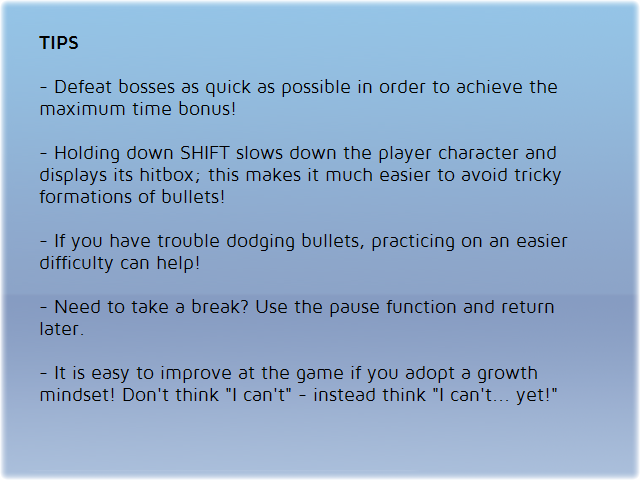 TIPS
- Defeat bosses as quick as possible in order to achieve the
maximum time bonus!
- Holding down SHIFT slows down the player character and
displays its hitbox; this makes it much easier to avoid tricky
formations of bullets!
- If you have trouble dodging bullets, practicing on an easier
difficulty can help!
- Need to take a break? Use the pause function and return
later.
- It is easy to improve at the game if you adopt a growth
mindset! Don't think "I can't" - instead think "I can't... yet!"